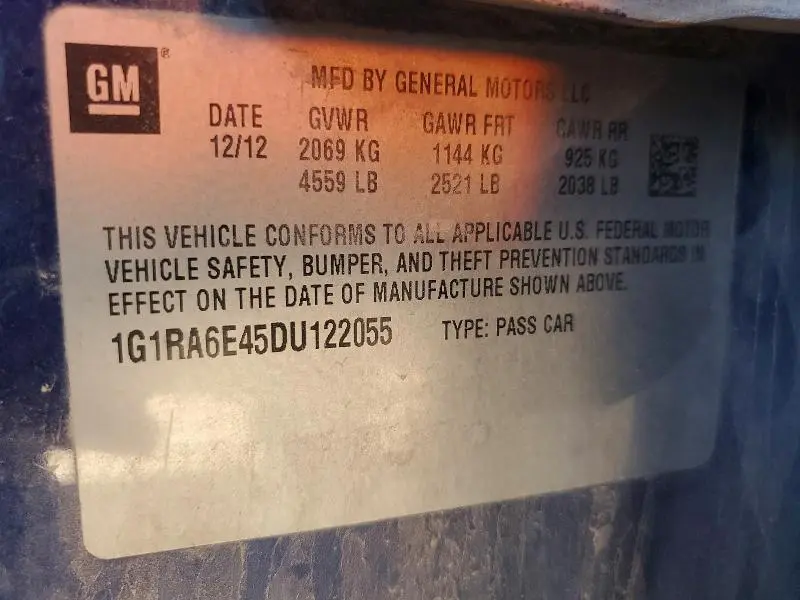 GM ®
MFD BY GENERAL MOTORS LLC
DATE GVWR GAWR FRT GAWR RR
12/12 2069 KG 1144 KG 925 KG
4559 LB 2521 LB 2038 LB
THIS VEHICLE CONFORMS TO ALL APPLICABLE U.S. FEDERAL MOTOR
VEHICLE SAFETY, BUMPER, AND THEFT PREVENTION STANDARDS IN
EFFECT ON THE DATE OF MANUFACTURE SHOWN ABOVE.
1G1RA6E45DU122055 TYPE: PASS CAR